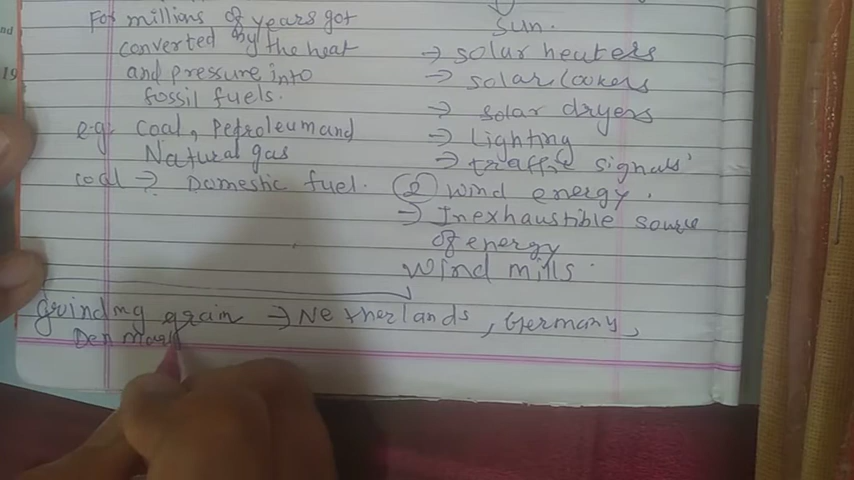 For millions of years got
converted by the heat
and pressure into
fossil fuels.
e.g. Coal, Petroleum and
Natural gas
coal → Domestic fuel.
Sun.
→ solar heaters
→ solar cookers
→ solar dryers
→ Lighting
→ traffic signals
② wind energy.
→ Inexhaustible source
of energy
Wind mills.
Grinding grain → Netherlands, Germany,
Denmark
19